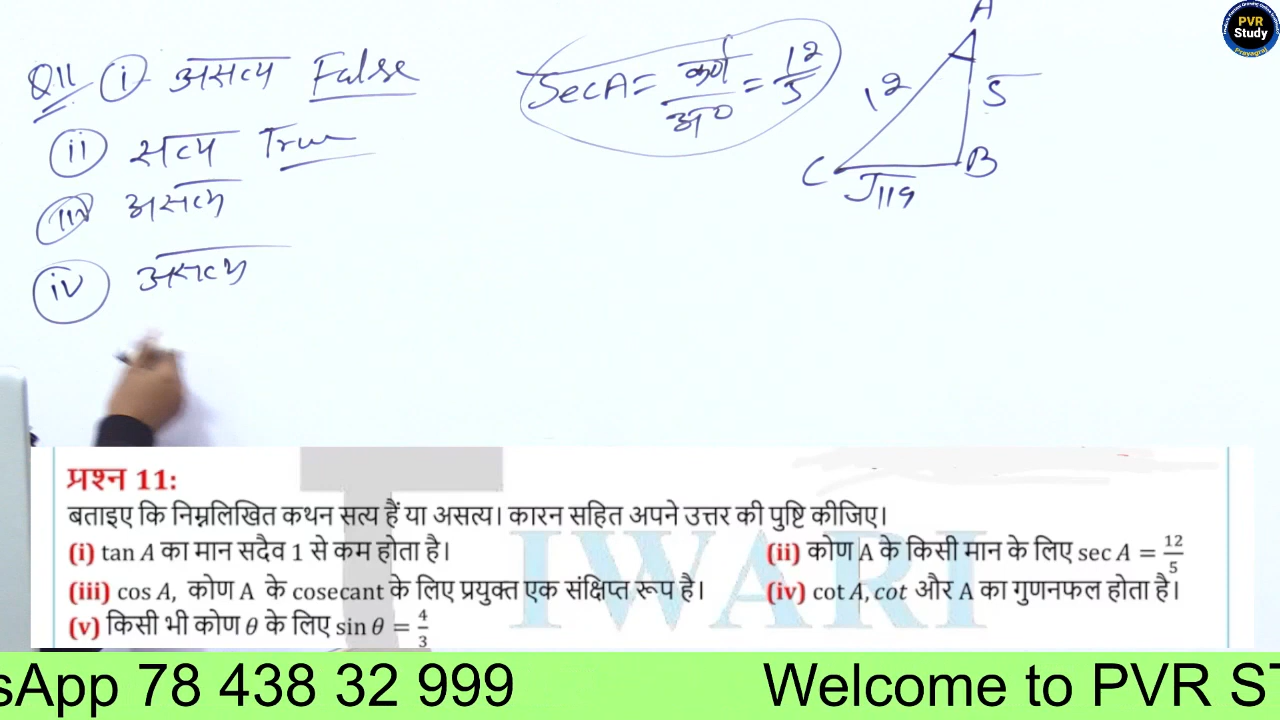 PVR
Study
Prayagraj
Q11 (i) असत्य False
(ii) सत्य True
(iii) असत्य
(iv) असत्य
Sec A = कर्ण / आ० = 12 / 5
A
12
5
C
B
√119
प्रश्न 11:
बताइए कि निम्नलिखित कथन सत्य हैं या असत्य। कारन सहित अपने उत्तर की पुष्टि कीजिए।
(i) tan A का मान सदैव 1 से कम होता है। (ii) कोण A के किसी मान के लिए sec A = 12/5
(iii) cos A, कोण A के cosecant के लिए प्रयुक्त एक संक्षिप्त रूप है। (iv) cot A, cot और A का गुणनफल होता है।
(v) किसी भी कोण θ के लिए sin θ = 4/3
IWARI
sApp 78 438 32 999 Welcome to PVR ST